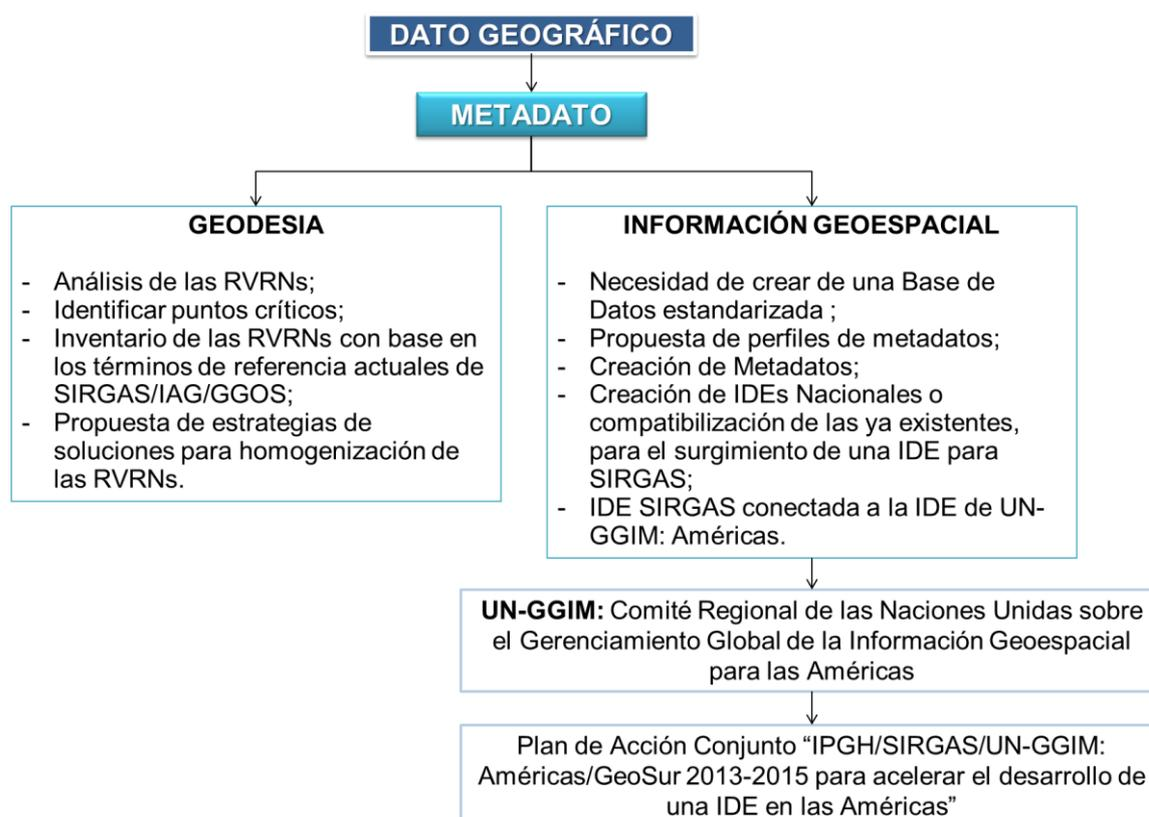 DATO GEOGRÁFICO
METADATO
GEODESIA
- Análisis de las RVRNs;
- Identificar puntos críticos;
- Inventario de las RVRNs con base en
los términos de referencia actuales de
SIRGAS/IAG/GGOS;
- Propuesta de estrategias de
soluciones para homogenización de
las RVRNs.
INFORMACIÓN GEOESPACIAL
- Necesidad de crear de una Base de
Datos estandarizada ;
- Propuesta de perfiles de metadatos;
- Creación de Metadatos;
- Creación de IDEs Nacionales o
compatibilización de las ya existentes,
para el surgimiento de una IDE para
SIRGAS;
- IDE SIRGAS conectada a la IDE de UN-
GGIM: Américas.
UN-GGIM: Comité Regional de las Naciones Unidas sobre
el Gerenciamiento Global de la Información Geoespacial
para las Américas
Plan de Acción Conjunto “IPGH/SIRGAS/UN-GGIM:
Américas/GeoSur 2013-2015 para acelerar el desarrollo de
una IDE en las Américas”